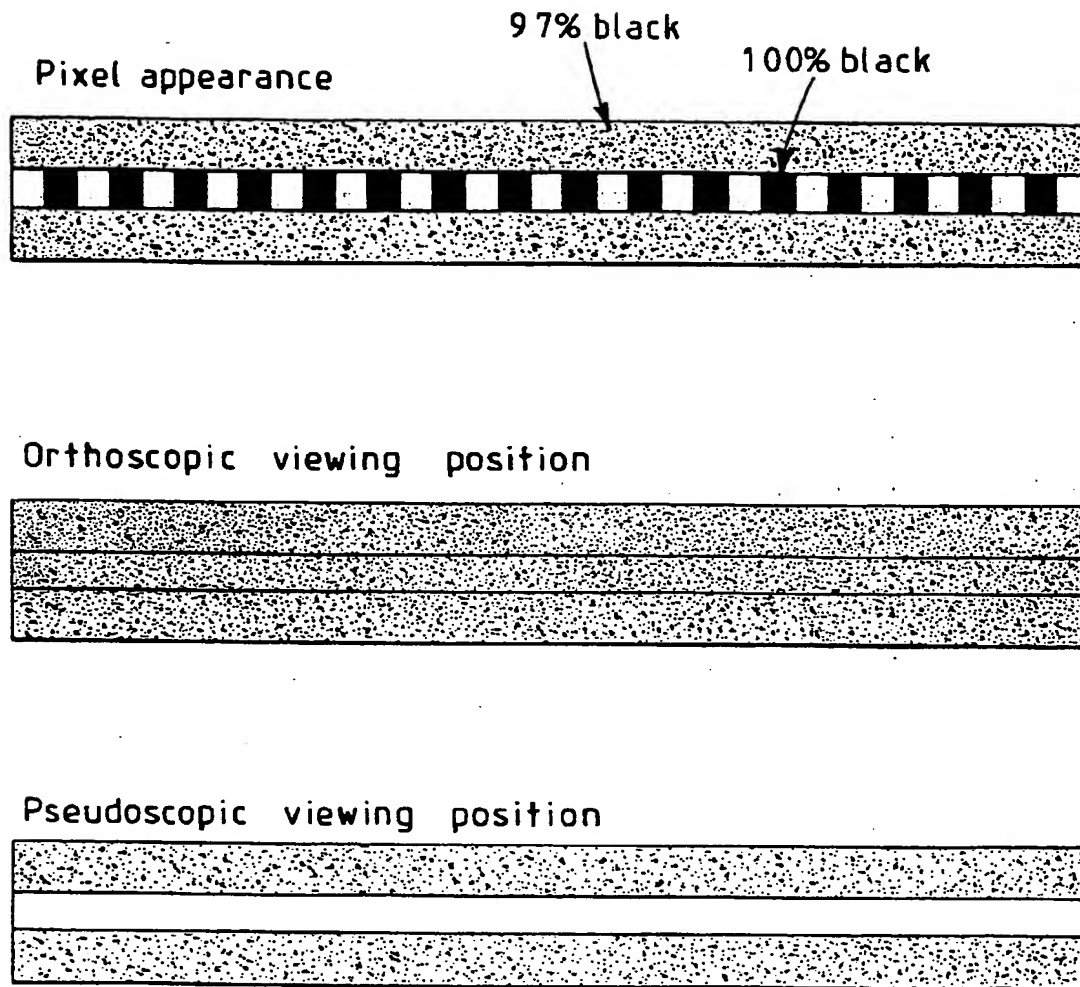 97% black
100% black
Pixel appearance
Orthoscopic viewing position
Pseudoscopic viewing position